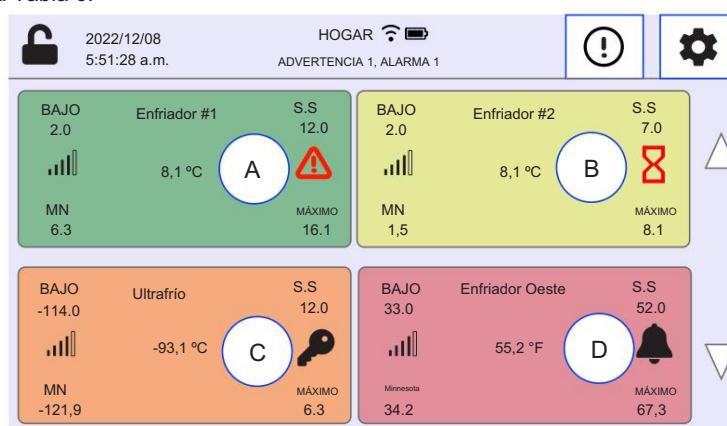 2022/12/08
5:51:28 a.m.
HOGAR
ADVERTENCIA 1, ALARMA 1
BAJO
2.0
Enfriador #1
S.S
12.0
8,1 ºC
A
MN
6.3
MÁXIMO
16.1
BAJO
2.0
Enfriador #2
S.S
7.0
8,1 ºC
B
MN
1,5
MÁXIMO
8.1
BAJO
-114.0
Ultrafrío
S.S
12.0
-93,1 ºC
C
MN
-121,9
MÁXIMO
6.3
BAJO
33.0
Enfriador Oeste
S.S
52.0
55,2 °F
D
Minnesota
34.2
MÁXIMO
67,3